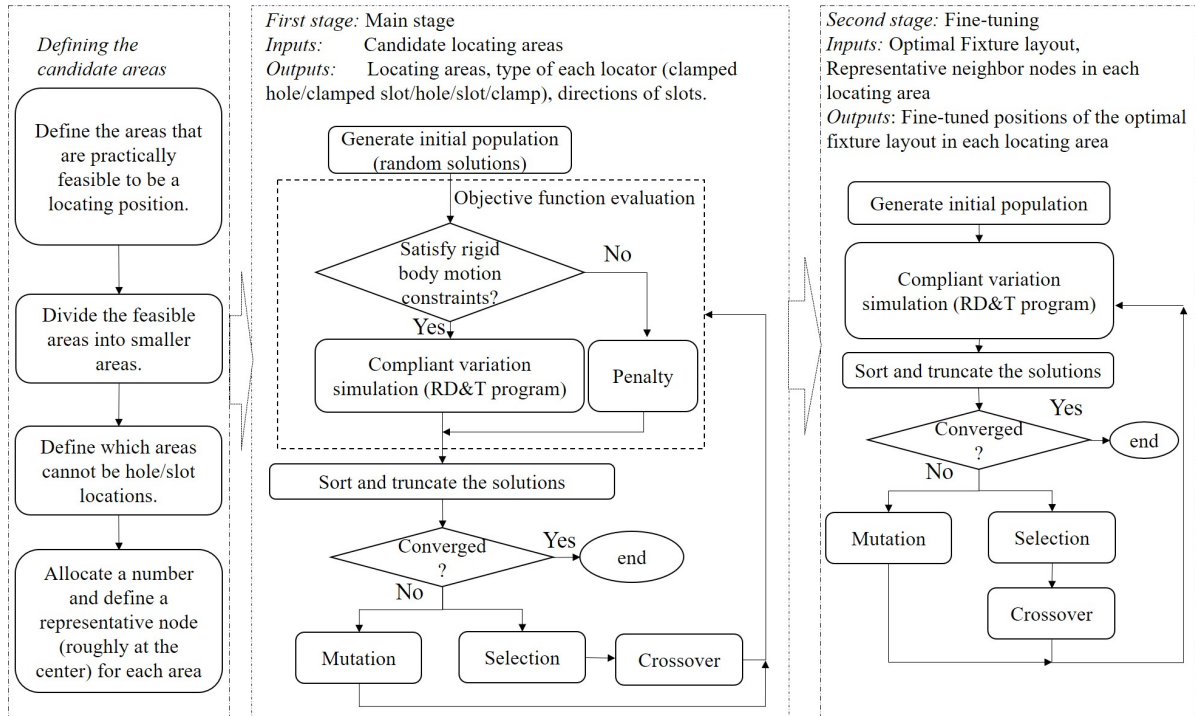 Defining the
candidate areas
Define the areas that
are practically
feasible to be a
locating position.
Divide the feasible
areas into smaller
areas.
Define which areas
cannot be hole/slot
locations.
Allocate a number
and define a
representative node
(roughly at the
center) for each area
First stage: Main stage
Inputs: Candidate locating areas
Outputs: Locating areas, type of each locator (clamped
hole/clamped slot/hole/slot/clamp), directions of slots.
Generate initial population
(random solutions)
Objective function evaluation
Satisfy rigid
body motion
constraints?
No
Yes
Compliant variation
simulation (RD&T program)
Penalty
Sort and truncate the solutions
Converged
?
Yes
end
No
Mutation
Selection
Crossover
Second stage: Fine-tuning
Inputs: Optimal Fixture layout,
Representative neighbor nodes in each
locating area
Outputs: Fine-tuned positions of the optimal
fixture layout in each locating area
Generate initial population
Compliant variation
simulation (RD&T program)
Sort and truncate the solutions
Converged
?
Yes
end
No
Mutation
Selection
Crossover